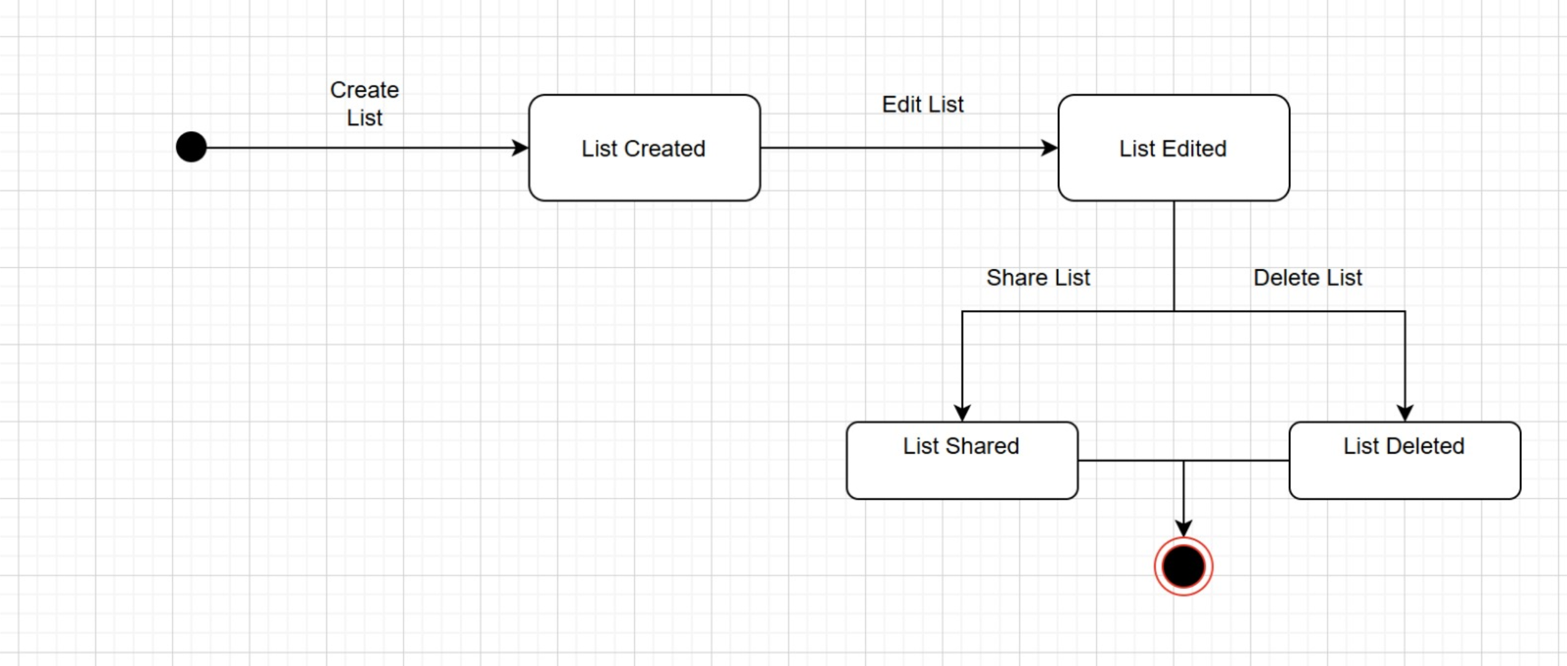 Create
List
List Created
Edit List
List Edited
Share List
Delete List
List Shared
List Deleted